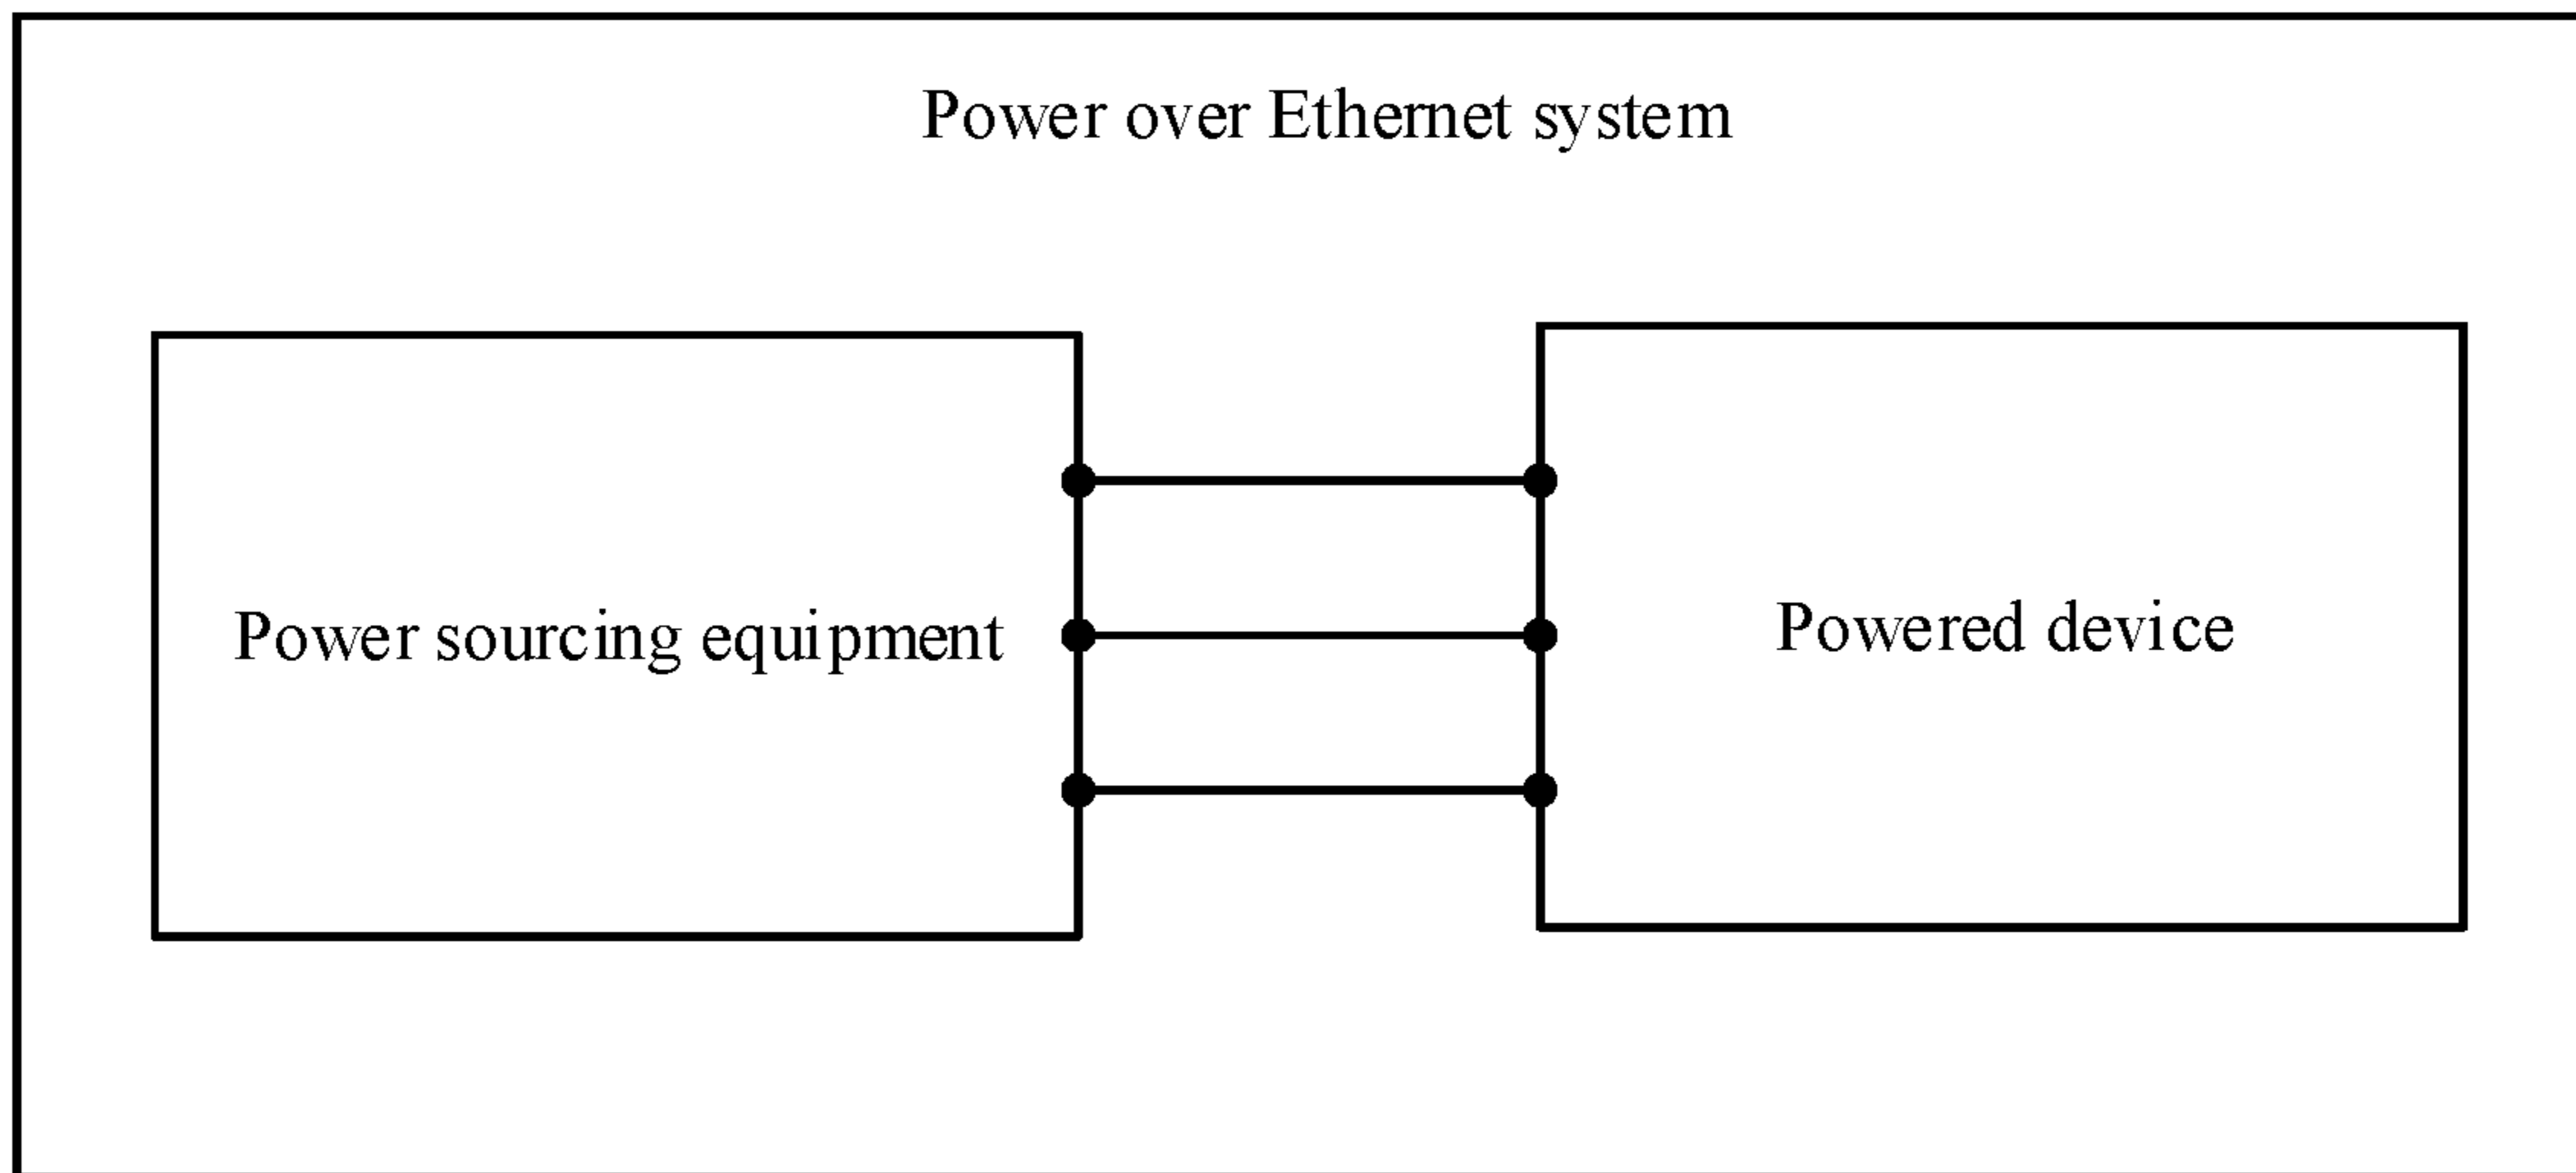 Power over Ethernet system
Power sourcing equipment
Powered device